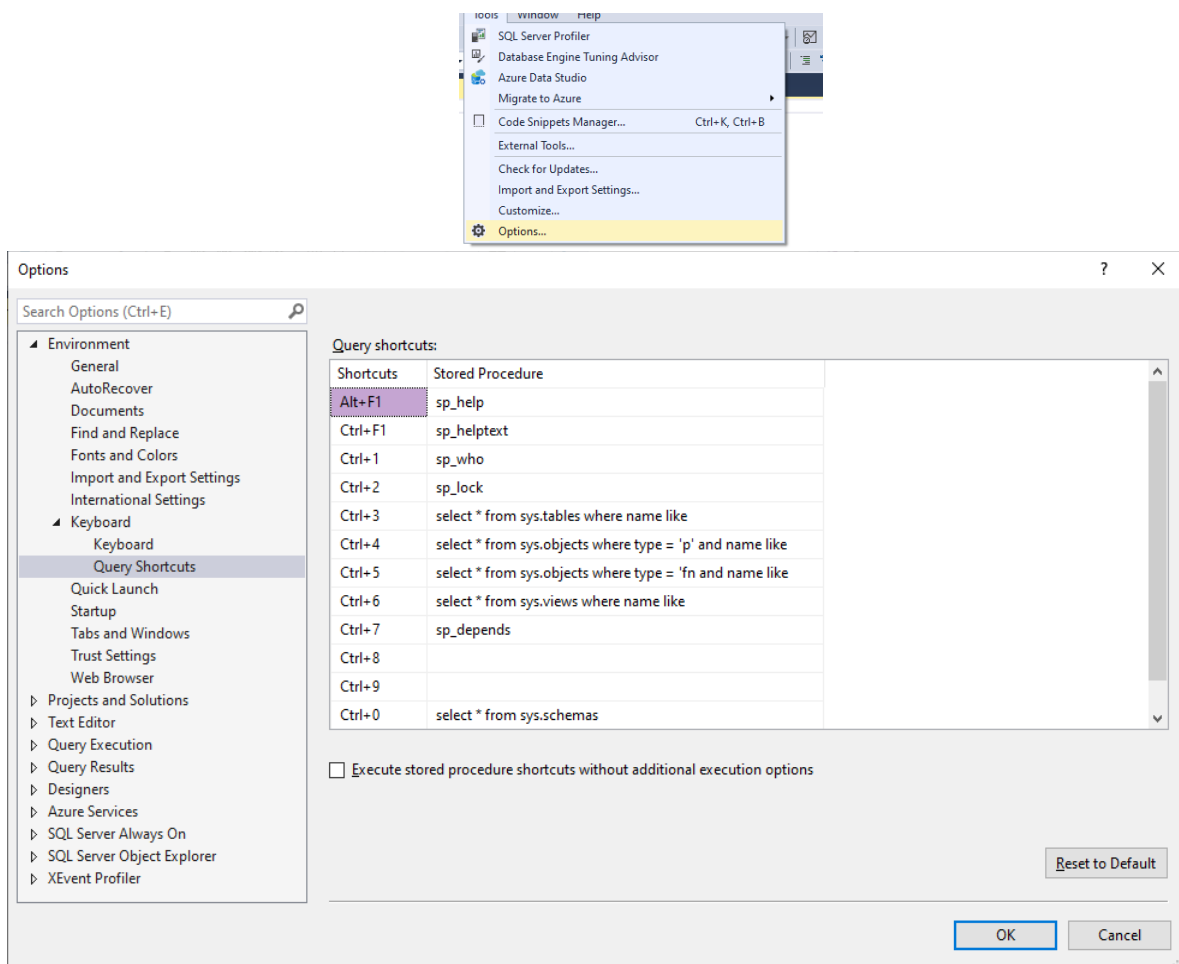 Tools Window Help
SQL Server Profiler
Database Engine Tuning Advisor
Azure Data Studio
Migrate to Azure
Code Snippets Manager... Ctrl+K, Ctrl+B
External Tools...
Check for Updates...
Import and Export Settings...
Customize...
Options...
Options
Search Options (Ctrl+E)
Environment
General
AutoRecover
Documents
Find and Replace
Fonts and Colors
Import and Export Settings
International Settings
Keyboard
Keyboard
Query Shortcuts
Quick Launch
Startup
Tabs and Windows
Trust Settings
Web Browser
Projects and Solutions
Text Editor
Query Execution
Query Results
Designers
Azure Services
SQL Server Always On
SQL Server Object Explorer
XEvent Profiler
Query shortcuts:
Shortcuts Stored Procedure
Alt+F1 sp_help
Ctrl+F1 sp_helptext
Ctrl+1 sp_who
Ctrl+2 sp_lock
Ctrl+3 select * from sys.tables where name like
Ctrl+4 select * from sys.objects where type = 'p' and name like
Ctrl+5 select * from sys.objects where type = 'fn and name like
Ctrl+6 select * from sys.views where name like
Ctrl+7 sp_depends
Ctrl+8
Ctrl+9
Ctrl+0 select * from sys.schemas
Execute stored procedure shortcuts without additional execution options
Reset to Default
OK Cancel